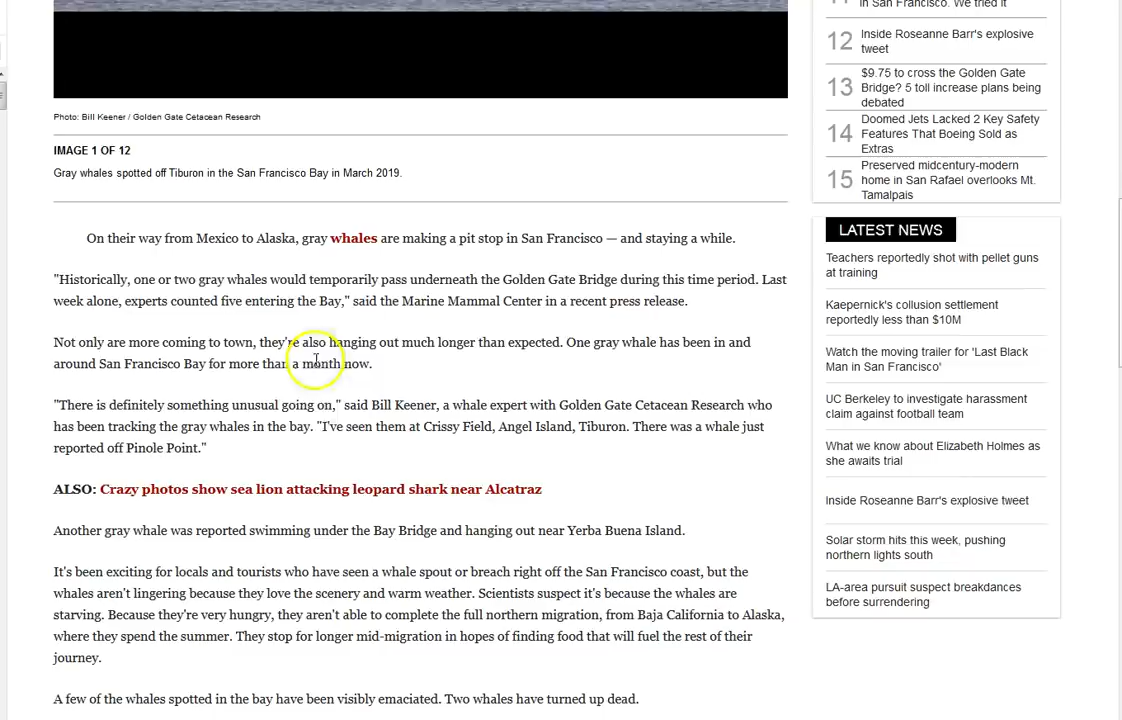 Photo: Bill Keener / Golden Gate Cetacean Research
IMAGE 1 OF 12
Gray whales spotted off Tiburon in the San Francisco Bay in March 2019.
On their way from Mexico to Alaska, gray whales are making a pit stop in San Francisco — and staying a while.
"Historically, one or two gray whales would temporarily pass underneath the Golden Gate Bridge during this time period. Last
week alone, experts counted five entering the Bay," said the Marine Mammal Center in a recent press release.
Not only are more coming to town, they're also hanging out much longer than expected. One gray whale has been in and
around San Francisco Bay for more than a month now.
"There is definitely something unusual going on," said Bill Keener, a whale expert with Golden Gate Cetacean Research who
has been tracking the gray whales in the bay. "I've seen them at Crissy Field, Angel Island, Tiburon. There was a whale just
reported off Pinole Point."
ALSO: Crazy photos show sea lion attacking leopard shark near Alcatraz
Another gray whale was reported swimming under the Bay Bridge and hanging out near Yerba Buena Island.
It's been exciting for locals and tourists who have seen a whale spout or breach right off the San Francisco coast, but the
whales aren't lingering because they love the scenery and warm weather. Scientists suspect it's because the whales are
starving. Because they're very hungry, they aren't able to complete the full northern migration, from Baja California to Alaska,
where they spend the summer. They stop for longer mid-migration in hopes of finding food that will fuel the rest of their
journey.
A few of the whales spotted in the bay have been visibly emaciated. Two whales have turned up dead.
in San Francisco. We tried it
12 Inside Roseanne Barr's explosive
tweet
13 $9.75 to cross the Golden Gate
Bridge? 5 toll increase plans being
debated
14 Doomed Jets Lacked 2 Key Safety
Features That Boeing Sold as
Extras
15 Preserved midcentury-modern
home in San Rafael overlooks Mt.
Tamalpais
LATEST NEWS
Teachers reportedly shot with pellet guns
at training
Kaepernick's collusion settlement
reportedly less than $10M
Watch the moving trailer for 'Last Black
Man in San Francisco'
UC Berkeley to investigate harassment
claim against football team
What we know about Elizabeth Holmes as
she awaits trial
Inside Roseanne Barr's explosive tweet
Solar storm hits this week, pushing
northern lights south
LA-area pursuit suspect breakdances
before surrendering